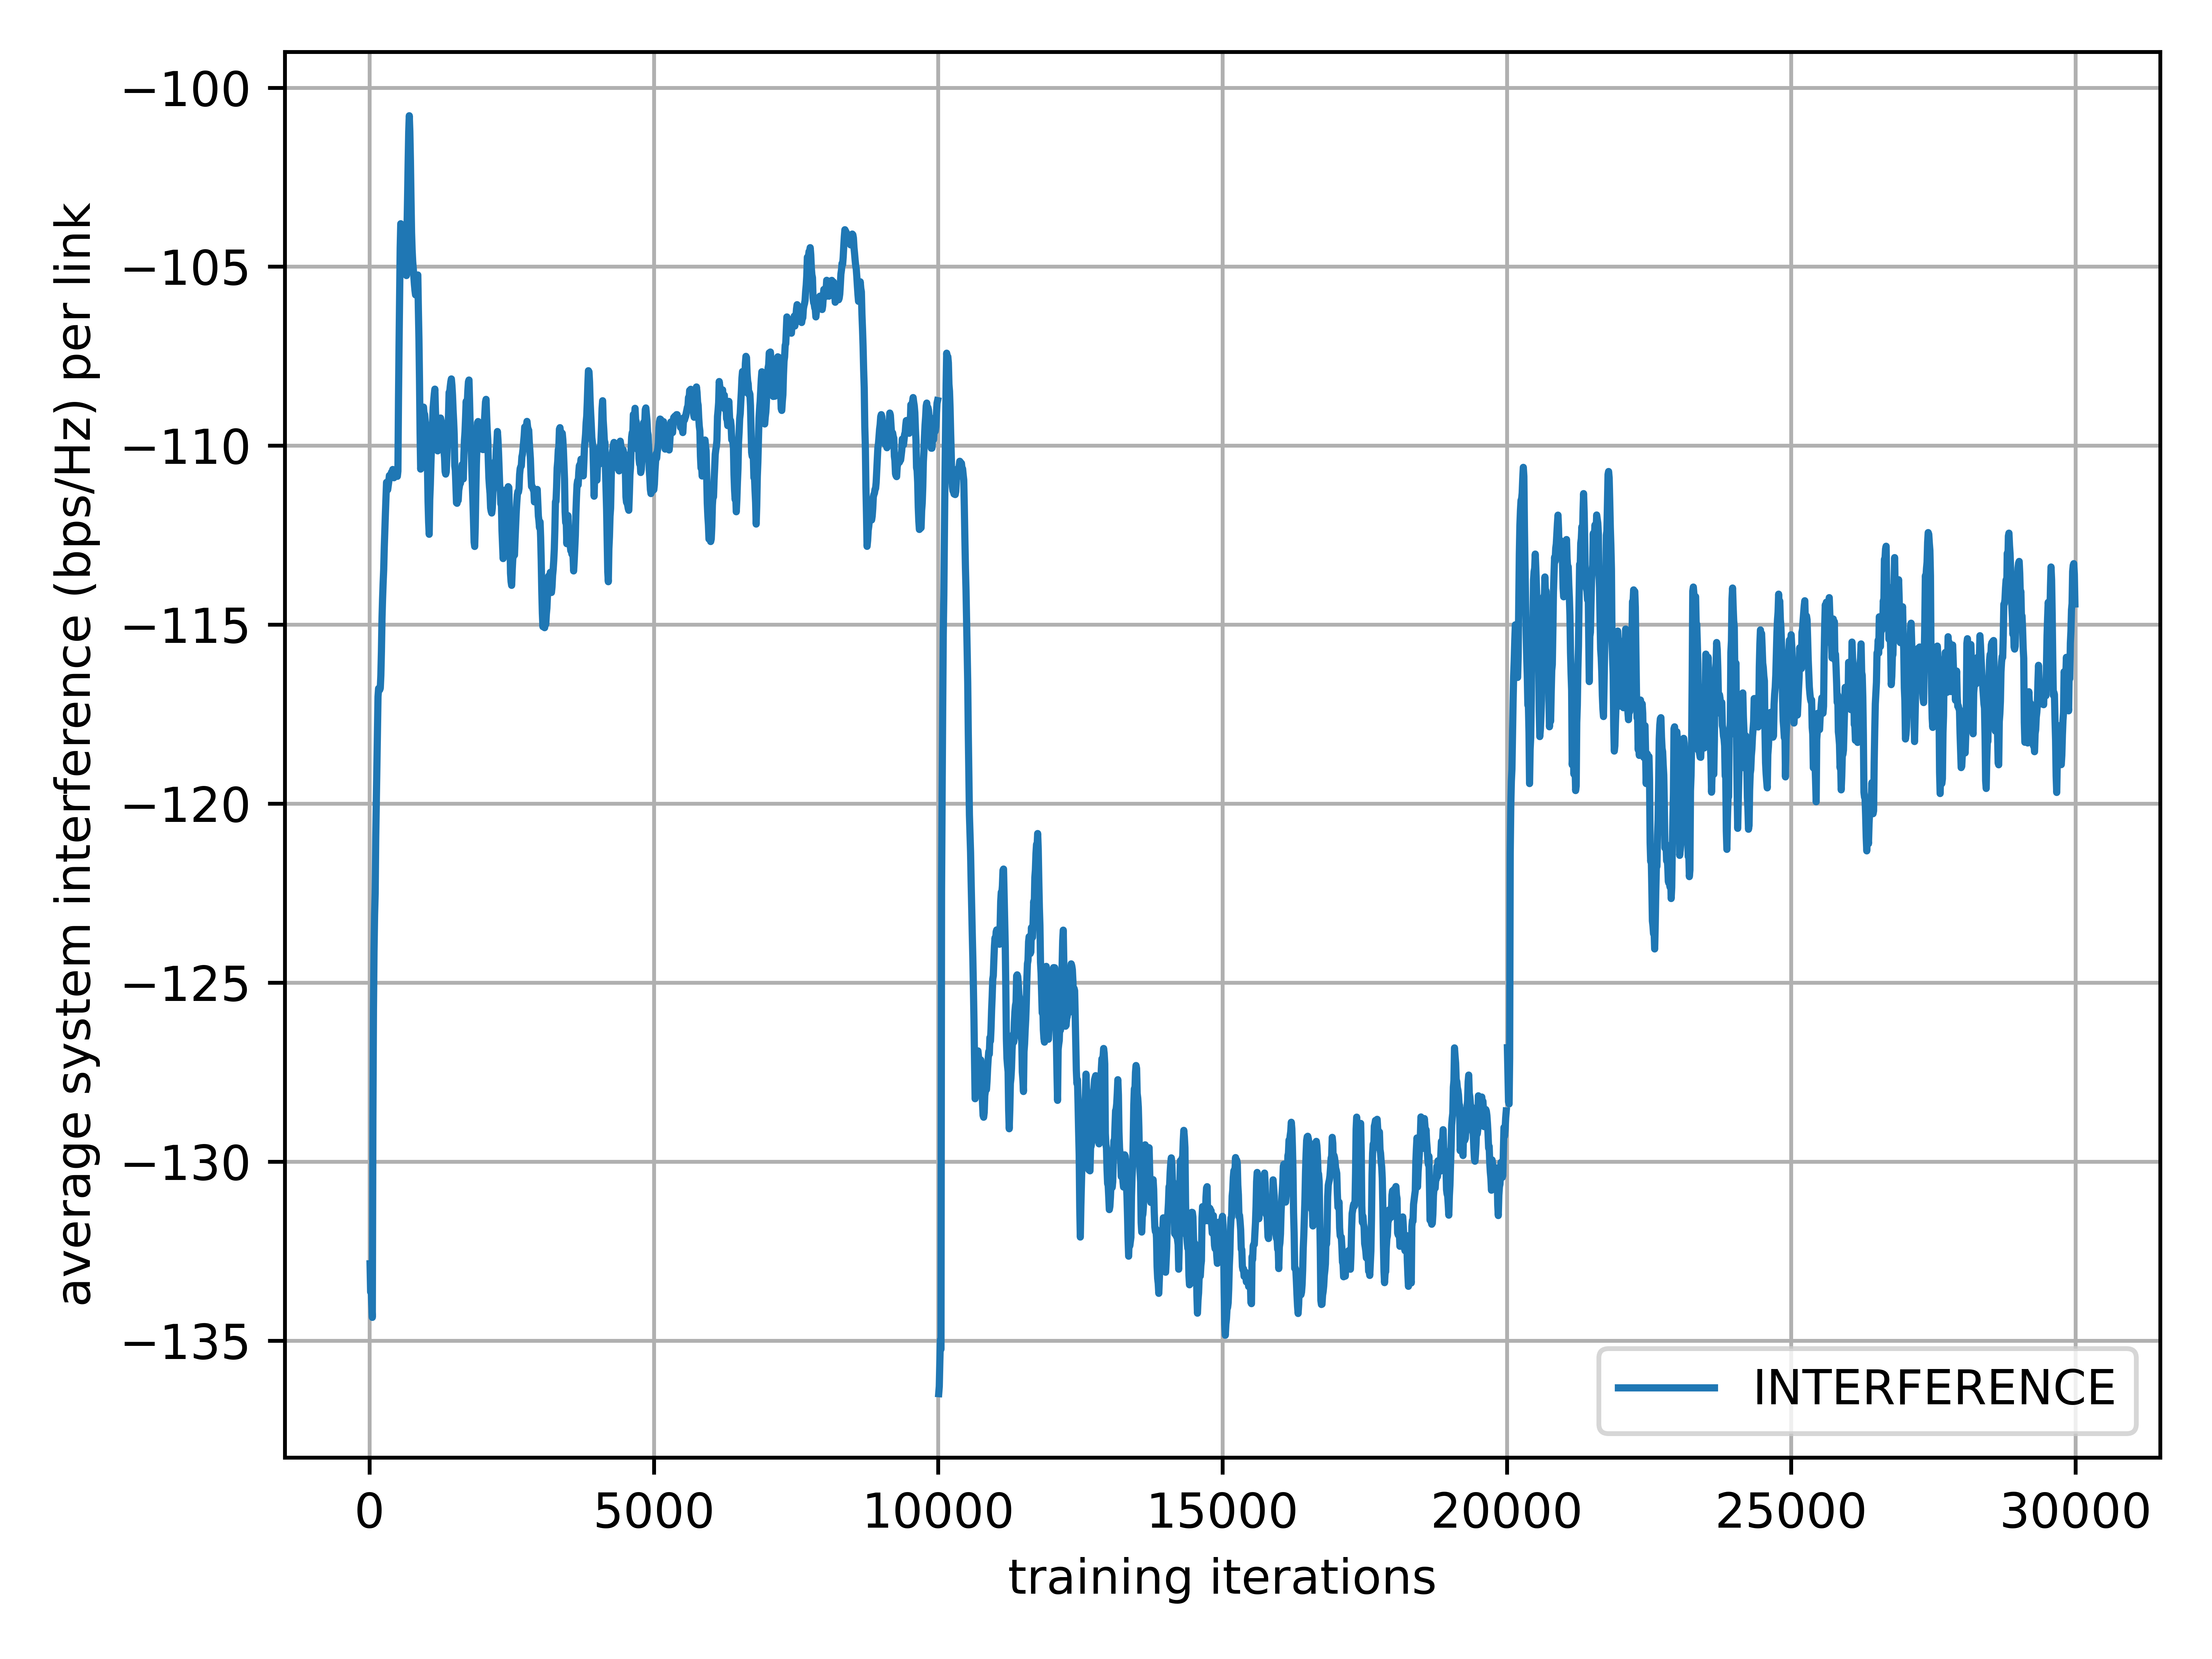 average system interference (bps/Hz) per link
−100
−105
−110
−115
−120
−125
−130
−135
INTERFERENCE
0 5000 10000 15000 20000 25000 30000
training iterations